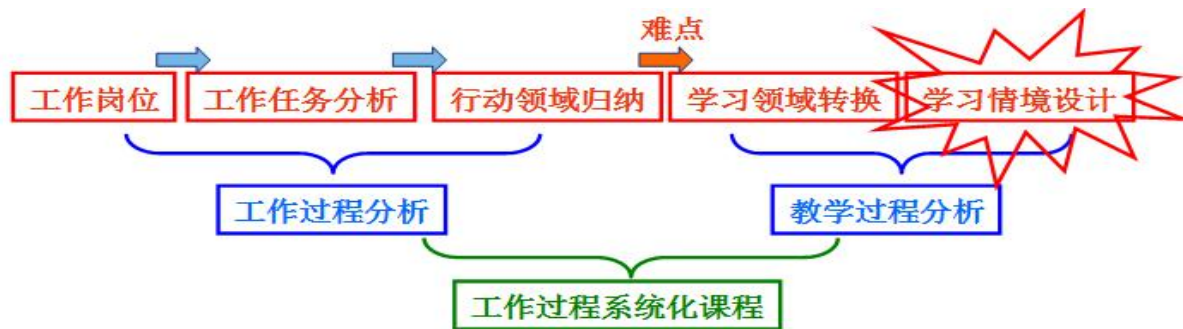 难点
工作岗位 工作任务分析 行动领域归纳 学习领域转换 学习情境设计
工作过程分析 教学过程分析
工作过程系统化课程